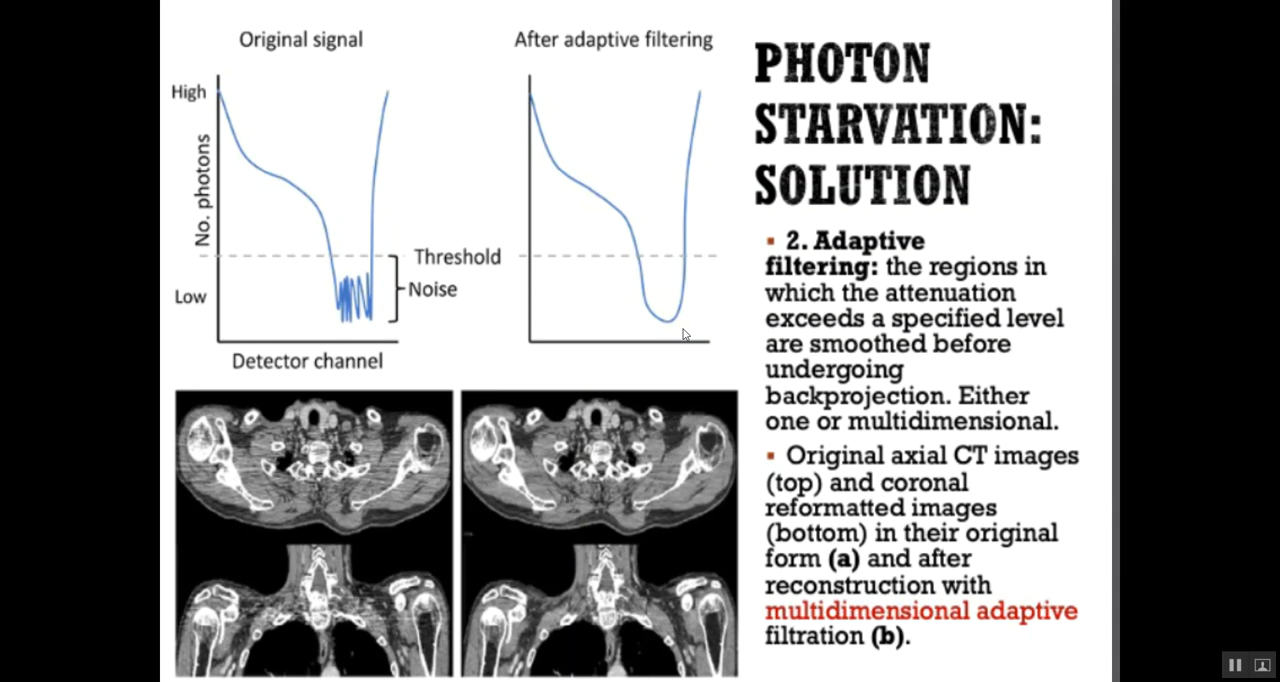 Original signal
After adaptive filtering
High
No. photons
Threshold
Noise
Low
Detector channel
PHOTON
STARVATION:
SOLUTION
▪ 2. Adaptive
filtering: the regions in
which the attenuation
exceeds a specified level
are smoothed before
undergoing
backprojection. Either
one or multidimensional.
▪ Original axial CT images
(top) and coronal
reformatted images
(bottom) in their original
form (a) and after
reconstruction with
multidimensional adaptive
filtration (b).